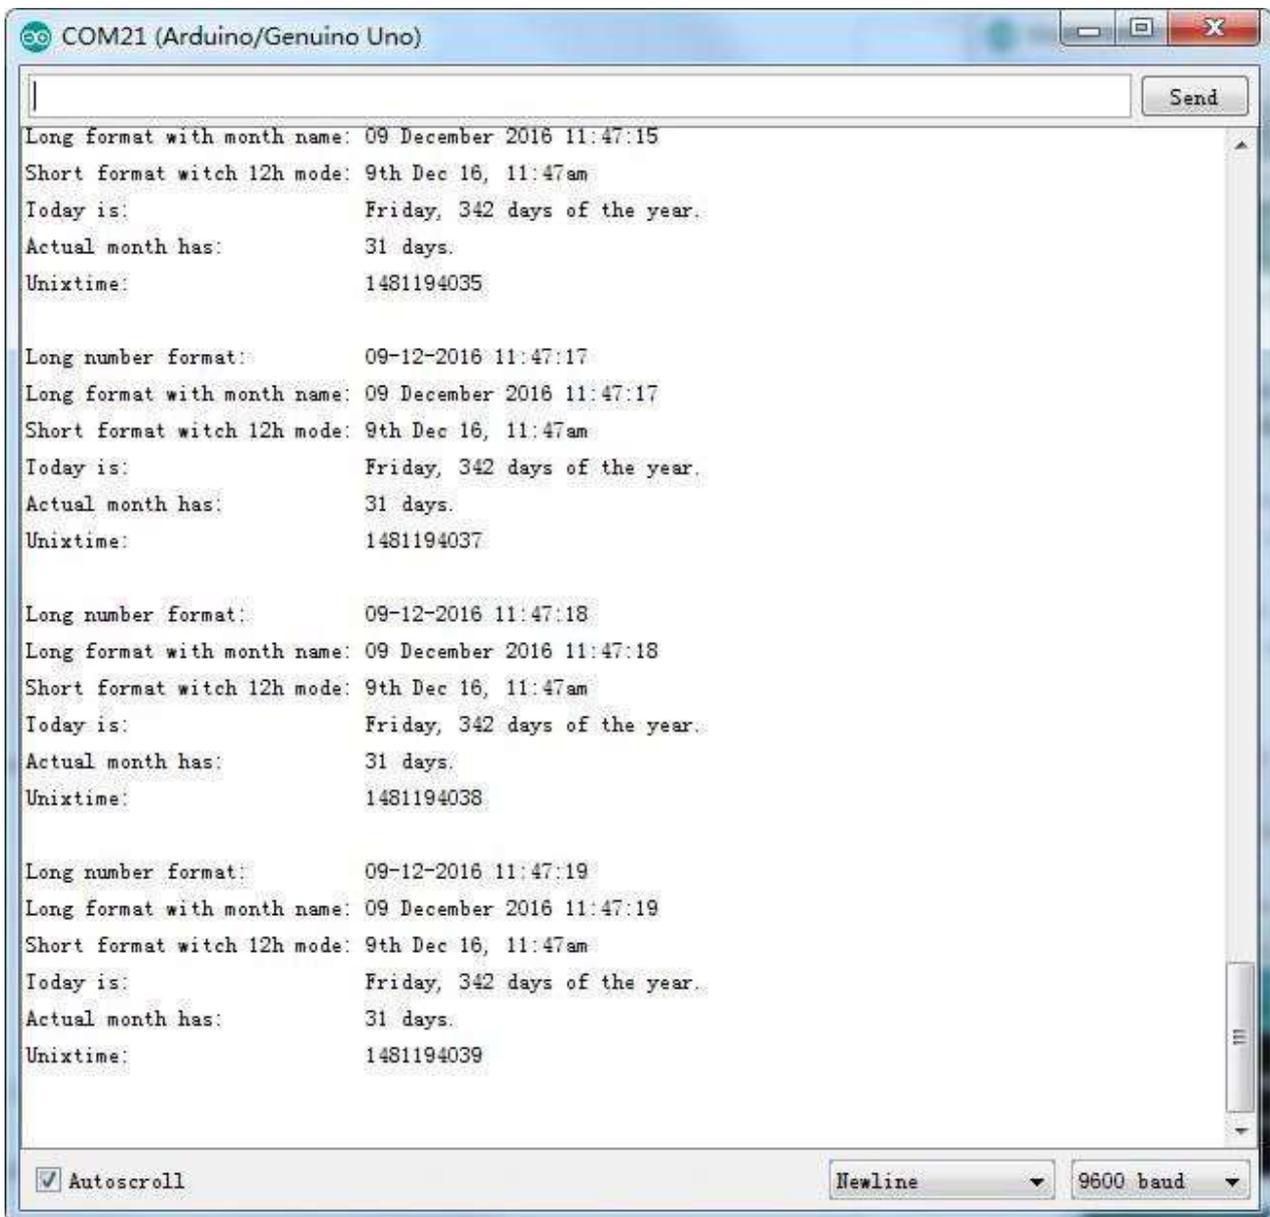 COM21 (Arduino/Genuino Uno)
Send
Long format with month name: 09 December 2016 11:47:15
Short format witch 12h mode: 9th Dec 16, 11:47am
Today is: Friday, 342 days of the year.
Actual month has: 31 days.
Unixtime: 1481194035
Long number format: 09-12-2016 11:47:17
Long format with month name: 09 December 2016 11:47:17
Short format witch 12h mode: 9th Dec 16, 11:47am
Today is: Friday, 342 days of the year.
Actual month has: 31 days.
Unixtime: 1481194037
Long number format: 09-12-2016 11:47:18
Long format with month name: 09 December 2016 11:47:18
Short format witch 12h mode: 9th Dec 16, 11:47am
Today is: Friday, 342 days of the year.
Actual month has: 31 days.
Unixtime: 1481194038
Long number format: 09-12-2016 11:47:19
Long format with month name: 09 December 2016 11:47:19
Short format witch 12h mode: 9th Dec 16, 11:47am
Today is: Friday, 342 days of the year.
Actual month has: 31 days.
Unixtime: 1481194039
Autoscroll Newline 9600 baud